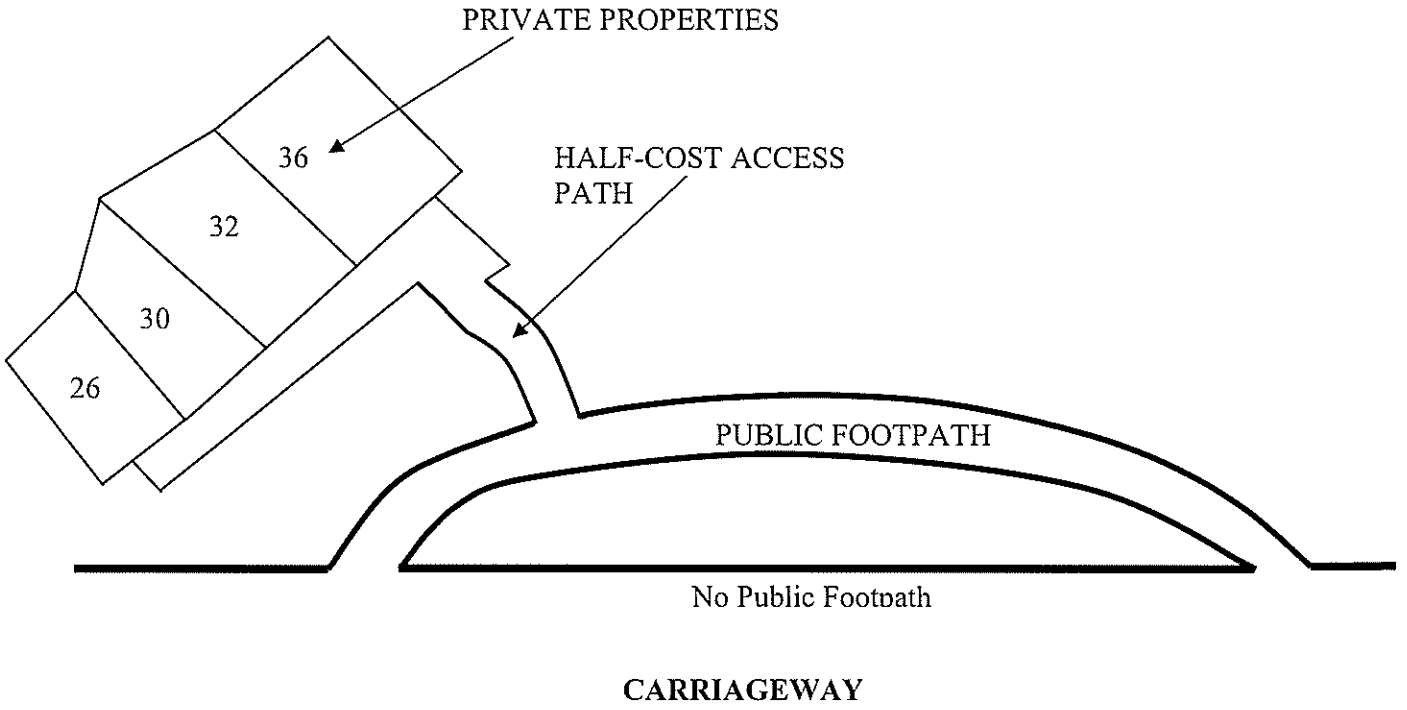 PRIVATE PROPERTIES
36
HALF-COST ACCESS
PATH
32
30
26
PUBLIC FOOTPATH
No Public Footpath
CARRIAGEWAY